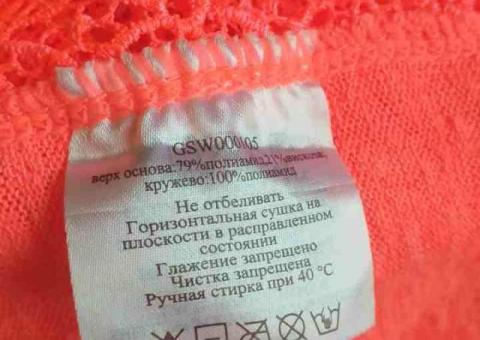 GSW000105
верх основа:79%полиамид,21%вискоза,
кружево:100%полиамид
Не отбеливать
Горизонтальная сушка на
плоскости в расправленном
состоянии
Глажение запрещено
Чистка запрещена
Ручная стирка при 40 °C